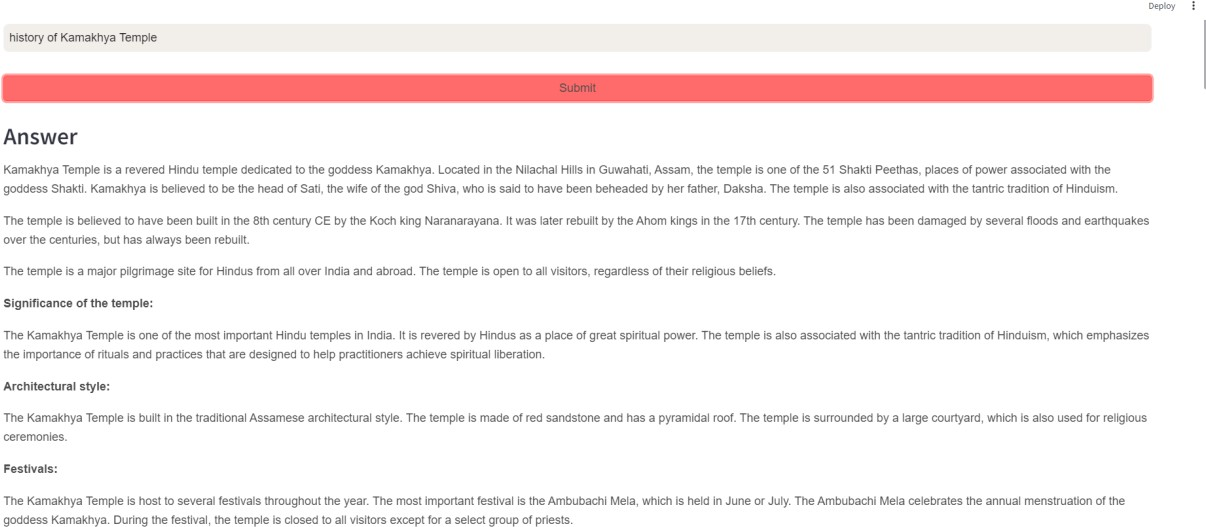 Deploy
history of Kamakhya Temple
Submit
Answer
Kamakhya Temple is a revered Hindu temple dedicated to the goddess Kamakhya. Located in the Nilachal Hills in Guwahati, Assam, the temple is one of the 51 Shakti Peethas, places of power associated with the
goddess Shakti. Kamakhya is believed to be the head of Sati, the wife of the god Shiva, who is said to have been beheaded by her father, Daksha. The temple is also associated with the tantric tradition of Hinduism.
The temple is believed to have been built in the 8th century CE by the Koch king Naranarayana. It was later rebuilt by the Ahom kings in the 17th century. The temple has been damaged by several floods and earthquakes
over the centuries, but has always been rebuilt.
The temple is a major pilgrimage site for Hindus from all over India and abroad. The temple is open to all visitors, regardless of their religious beliefs.
Significance of the temple:
The Kamakhya Temple is one of the most important Hindu temples in India. It is revered by Hindus as a place of great spiritual power. The temple is also associated with the tantric tradition of Hinduism, which emphasizes
the importance of rituals and practices that are designed to help practitioners achieve spiritual liberation.
Architectural style:
The Kamakhya Temple is built in the traditional Assamese architectural style. The temple is made of red sandstone and has a pyramidal roof. The temple is surrounded by a large courtyard, which is also used for religious
ceremonies.
Festivals:
The Kamakhya Temple is host to several festivals throughout the year. The most important festival is the Ambubachi Mela, which is held in June or July. The Ambubachi Mela celebrates the annual menstruation of the
goddess Kamakhya. During the festival, the temple is closed to all visitors except for a select group of priests.